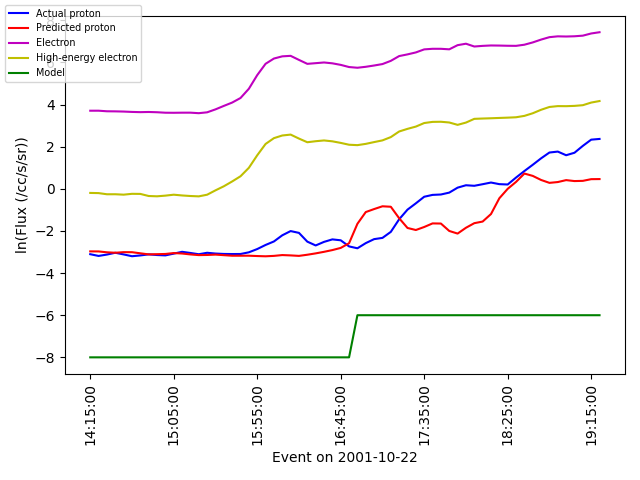 Actual proton
Predicted proton
Electron
High-energy electron
Model
4
2
0
−2
−4
−6
−8
ln(Flux (/cc/s/sr))
14:15:00
15:05:00
15:55:00
16:45:00
17:35:00
18:25:00
19:15:00
Event on 2001-10-22